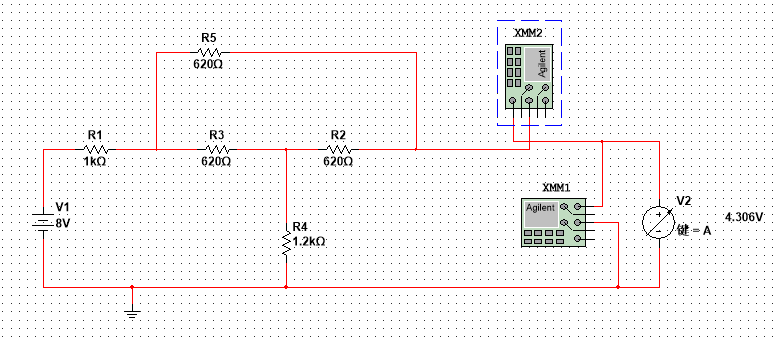 R5
620Ω
XMM2
Agilent
R1
1kΩ
R3
620Ω
R2
620Ω
V1
8V
R4
1.2kΩ
XMM1
Agilent
V2
键 = A
4.306V